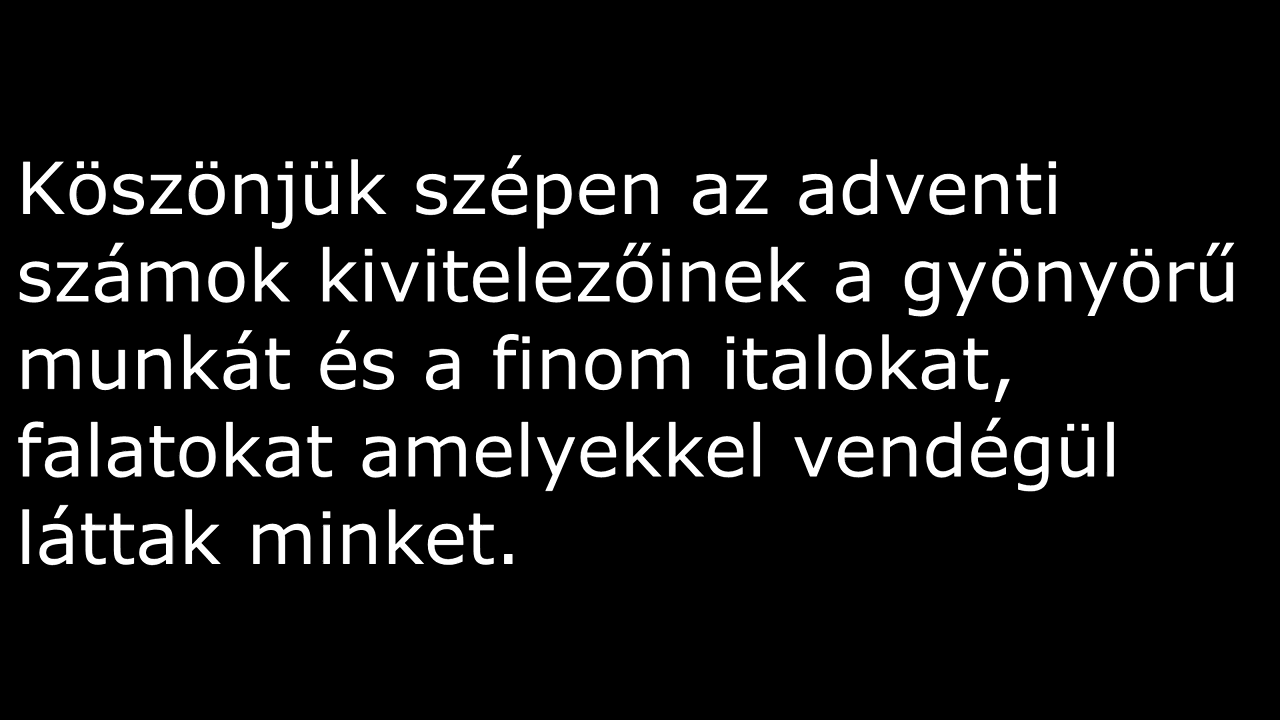 Köszönjük szépen az adventi
számok kivitelezőinek a gyönyörű
munkát és a finom italokat,
falatokat amelyekkel vendégül
láttak minket.